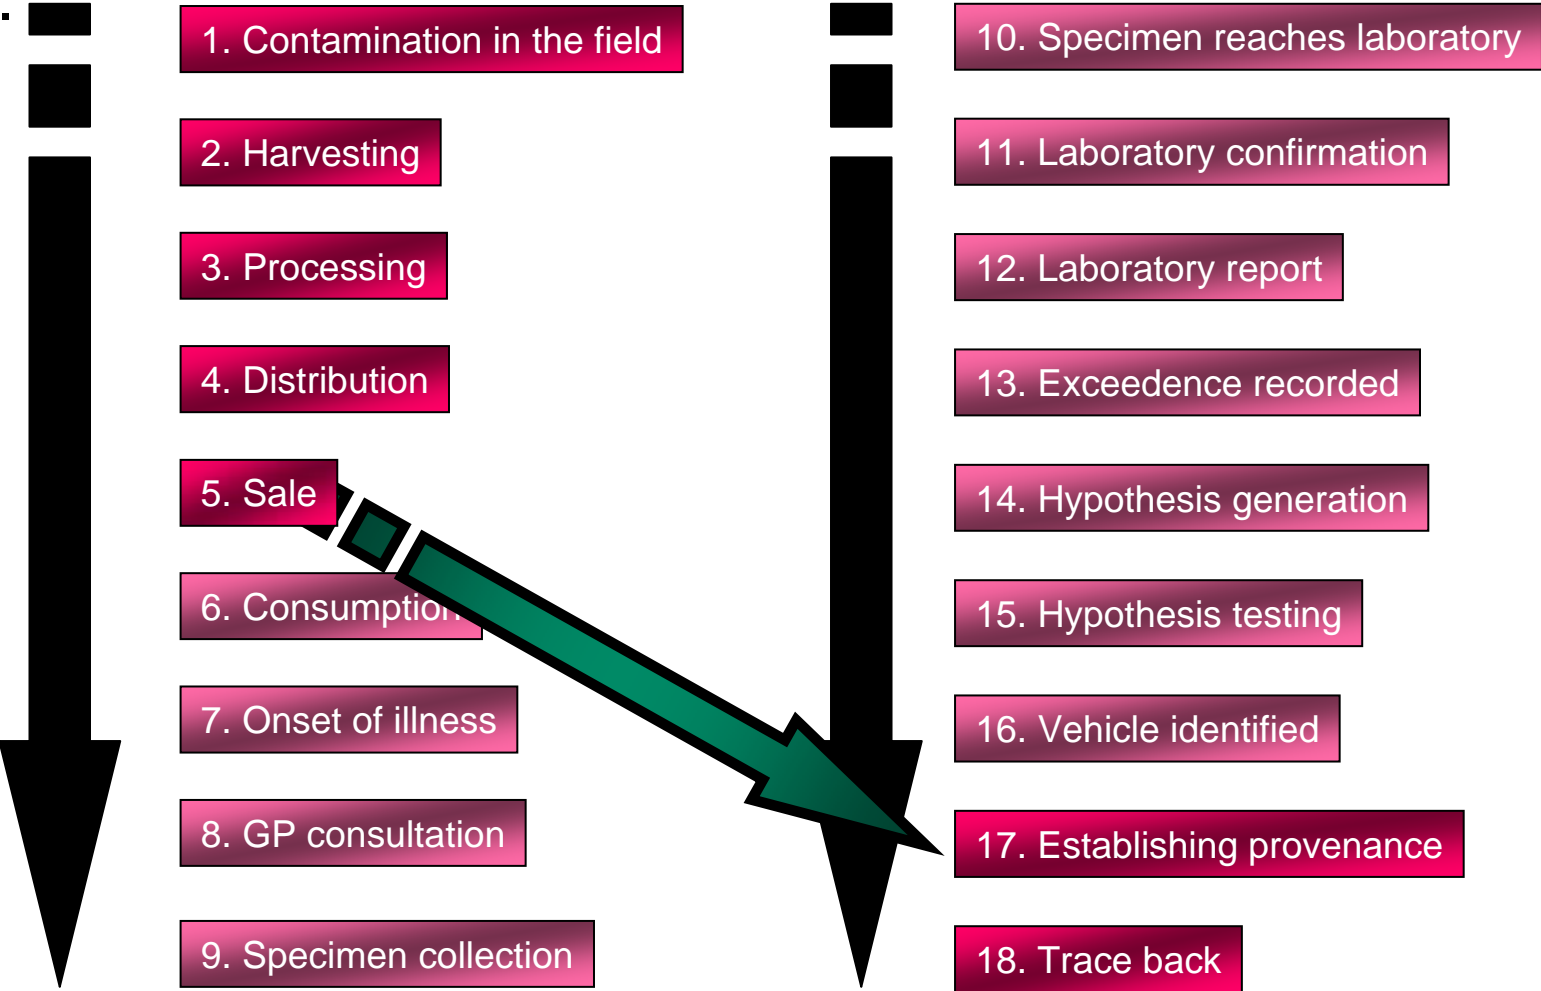 1. Contamination in the field
2. Harvesting
3. Processing
4. Distribution
5. Sale
6. Consumption
7. Onset of illness
8. GP consultation
9. Specimen collection
10. Specimen reaches laboratory
11. Laboratory confirmation
12. Laboratory report
13. Exceedence recorded
14. Hypothesis generation
15. Hypothesis testing
16. Vehicle identified
17. Establishing provenance
18. Trace back